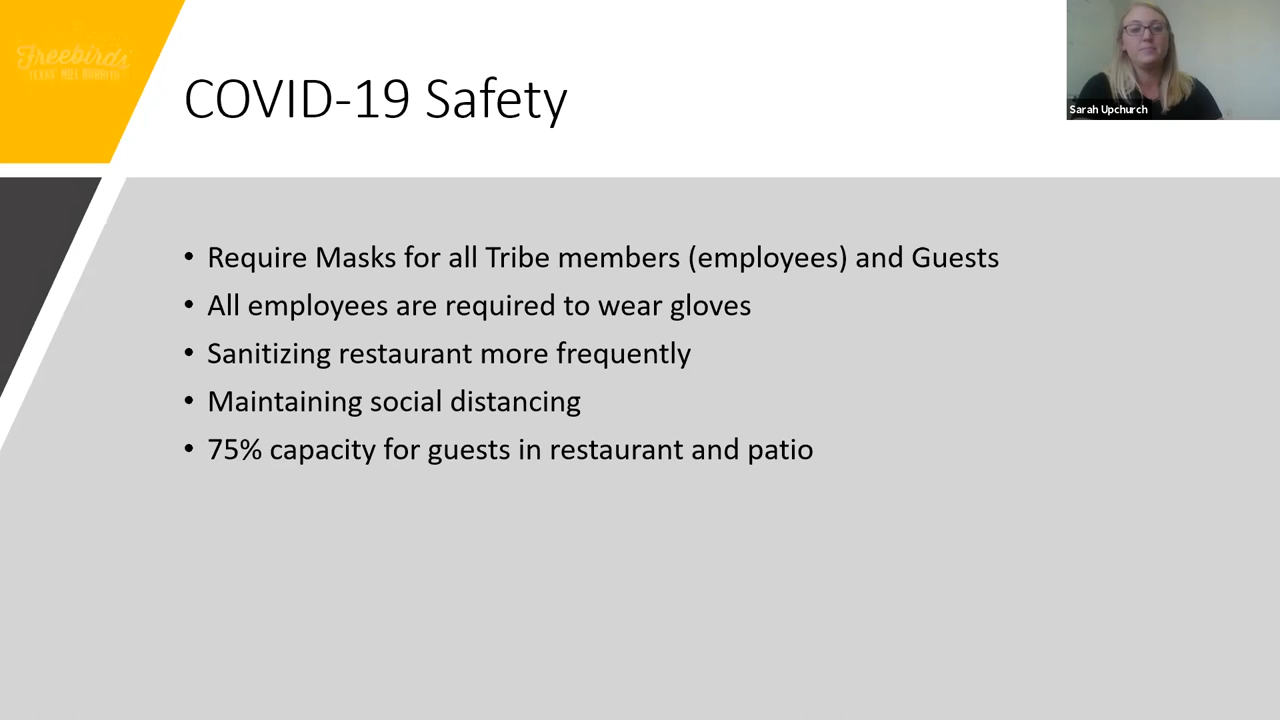 Freebirds
COVID-19 Safety
Sarah Upchurch
• Require Masks for all Tribe members (employees) and Guests
• All employees are required to wear gloves
• Sanitizing restaurant more frequently
• Maintaining social distancing
• 75% capacity for guests in restaurant and patio